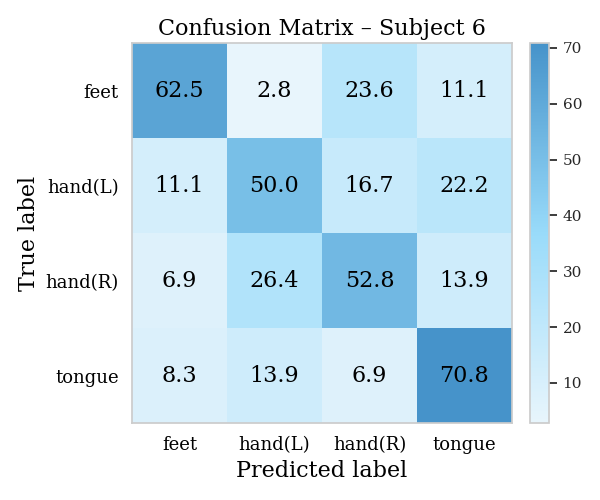 Confusion Matrix – Subject 6
feet 62.5 2.8 23.6 11.1
hand(L) 11.1 50.0 16.7 22.2
hand(R) 6.9 26.4 52.8 13.9
tongue 8.3 13.9 6.9 70.8
feet hand(L) hand(R) tongue
Predicted label
True label
70
60
50
40
30
20
10